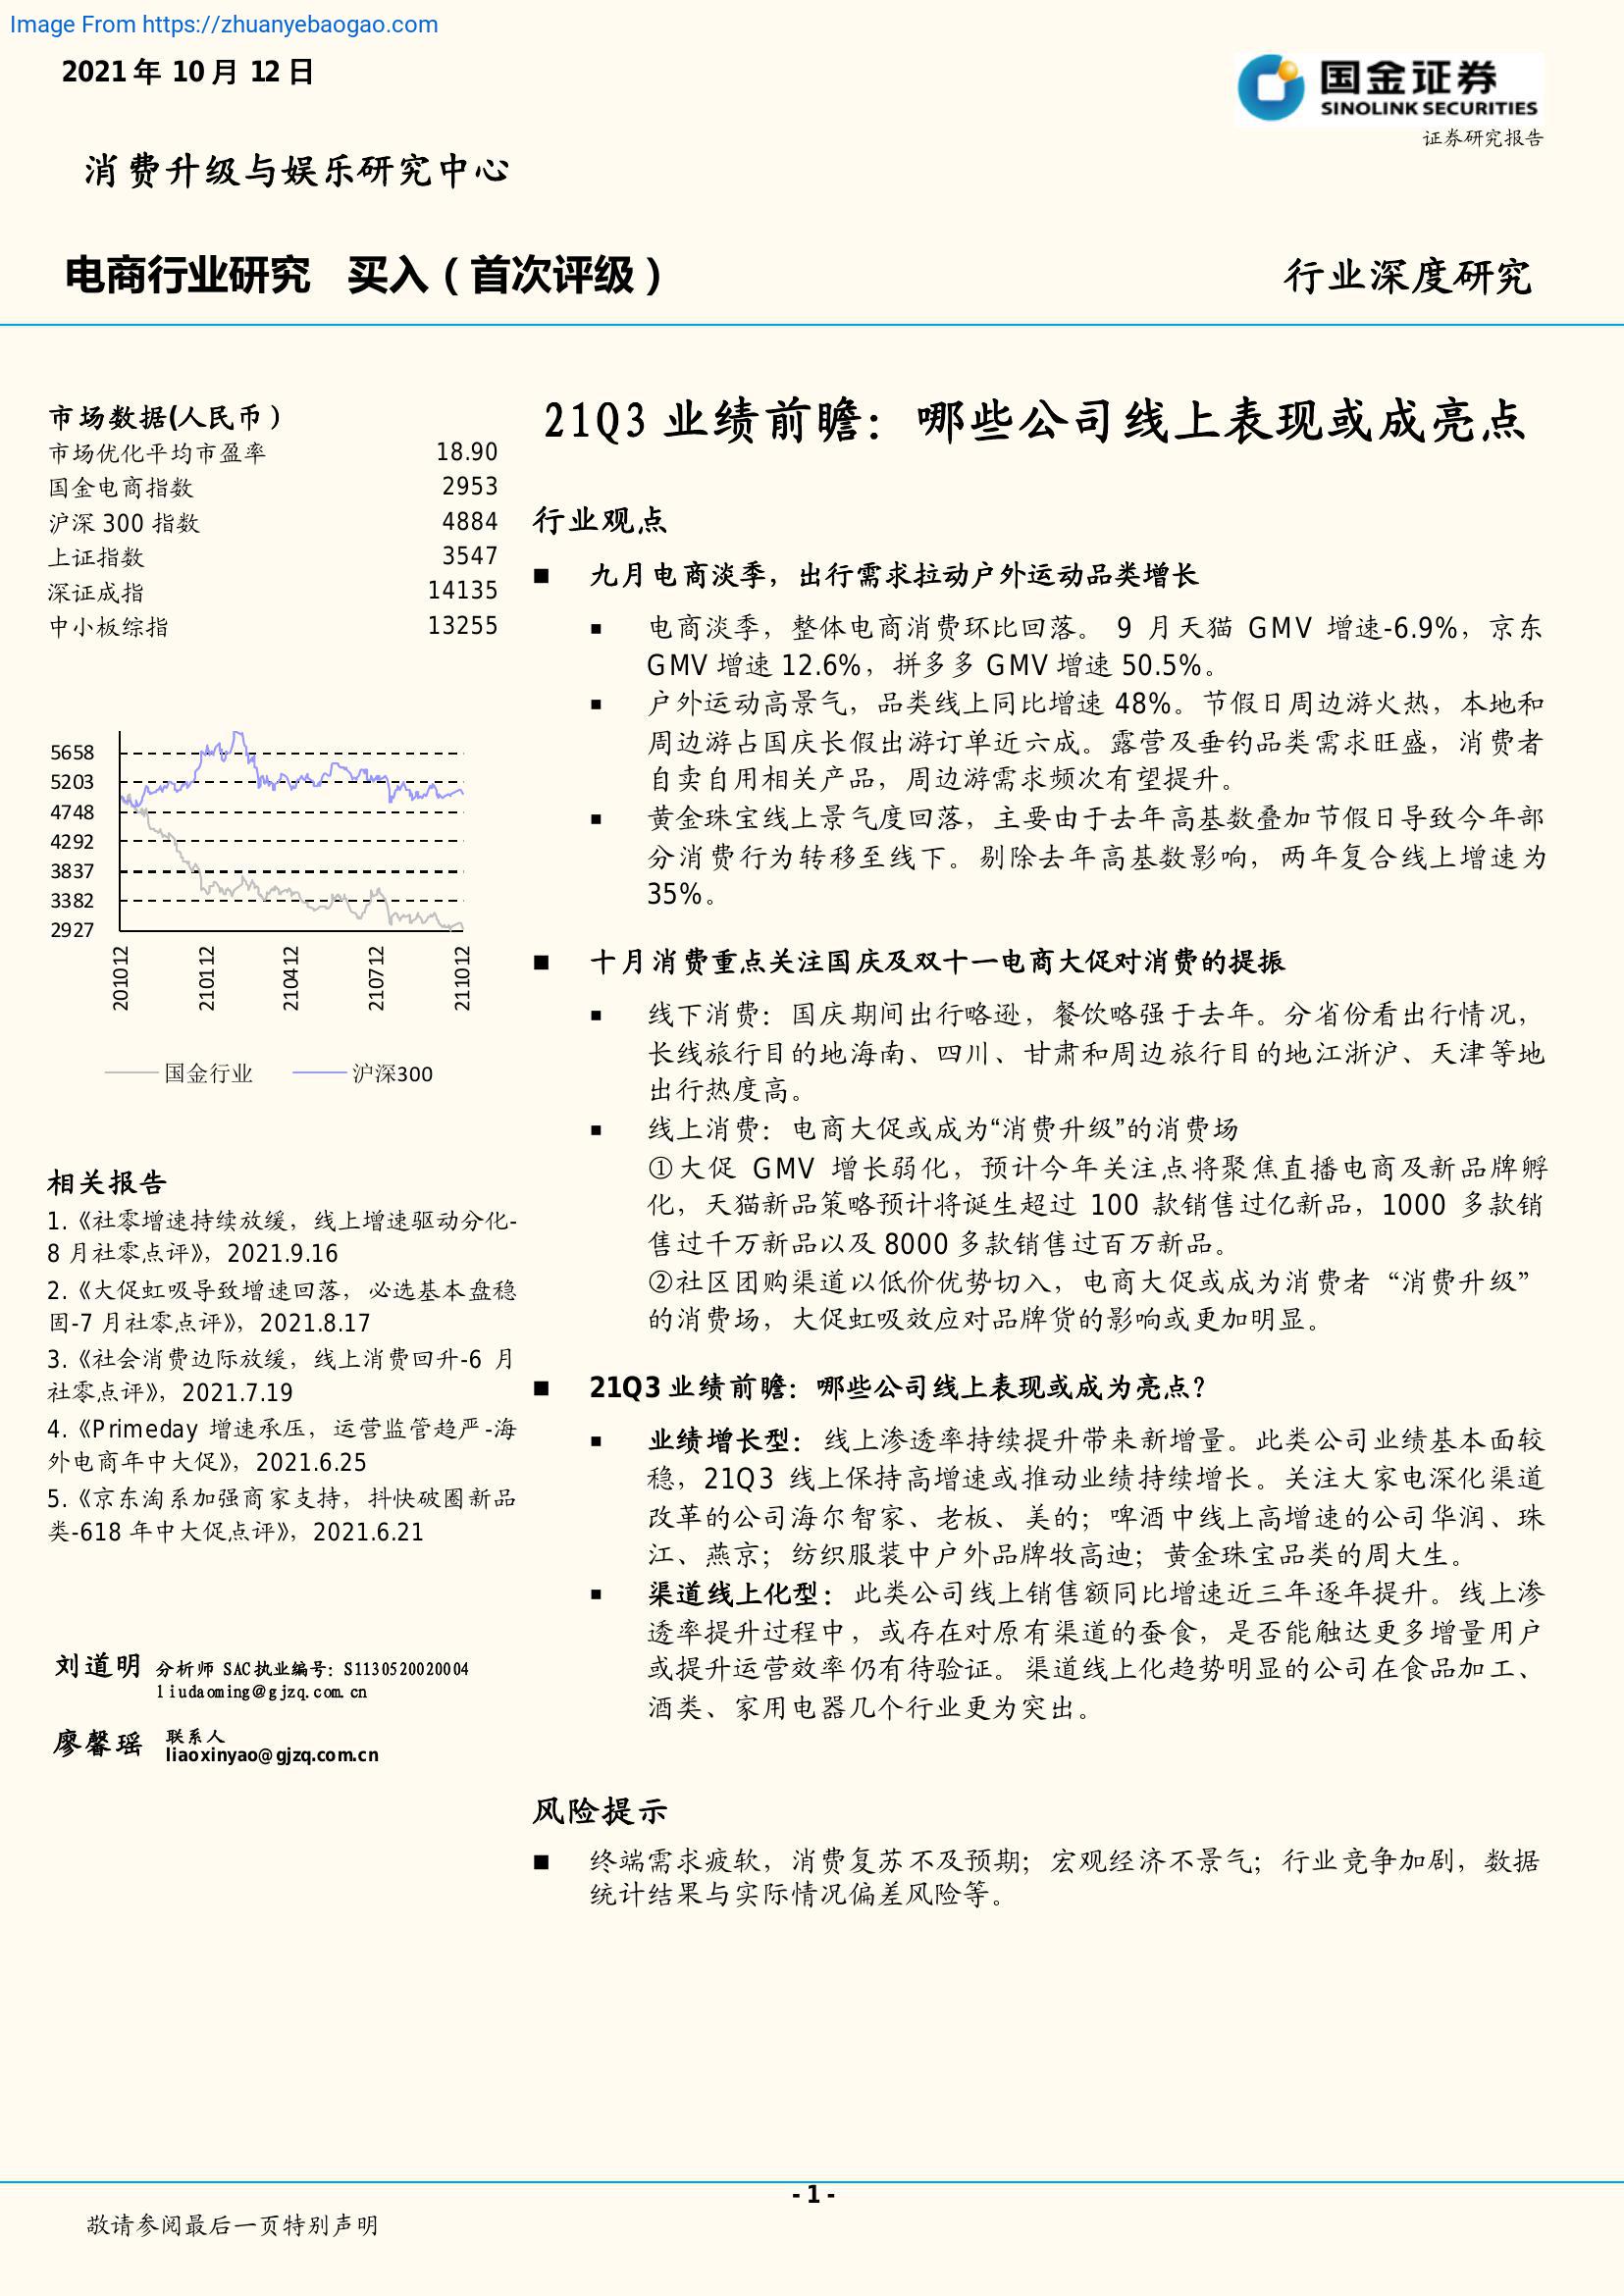 Image From https://zhuanyebaogao.com
2021 年 10 月 12 日
国金证券
SINOLINK SECURITIES
证券研究报告
消费升级与娱乐研究中心
电商行业研究 买入（首次评级）
行业深度研究
市场数据(人民币）
市场优化平均市盈率 18.90
国金电商指数 2953
沪深 300 指数 4884
上证指数 3547
深证成指 14135
中小板综指 13255
5658
5203
4748
4292
3837
3382
2927
201012
210112
210412
210712
211012
国金行业 沪深300
相关报告
1.《社零增速持续放缓，线上增速驱动分化-
8 月社零点评》，2021.9.16
2.《大促虹吸导致增速回落，必选基本盘稳
固-7 月社零点评》，2021.8.17
3.《社会消费边际放缓，线上消费回升-6 月
社零点评》，2021.7.19
4.《Primeday 增速承压，运营监管趋严-海
外电商年中大促》，2021.6.25
5.《京东淘系加强商家支持，抖快破圈新品
类-618 年中大促点评》，2021.6.21
刘道明 分析师 SAC执业编号：S1130520020004
liudaoming@gjzq.com.cn
廖馨瑶 联系人
liaoxinyao@gjzq.com.cn
21Q3 业绩前瞻：哪些公司线上表现或成亮点
行业观点
■ 九月电商淡季，出行需求拉动户外运动品类增长
■ 电商淡季，整体电商消费环比回落。 9 月天猫 GMV 增速-6.9%，京东
GMV 增速 12.6%，拼多多 GMV 增速 50.5%。
■ 户外运动高景气，品类线上同比增速 48%。节假日周边游火热，本地和
周边游占国庆长假出游订单近六成。露营及垂钓品类需求旺盛，消费者
自卖自用相关产品，周边游需求频次有望提升。
■ 黄金珠宝线上景气度回落，主要由于去年高基数叠加节假日导致今年部
分消费行为转移至线下。剔除去年高基数影响，两年复合线上增速为
35%。
■ 十月消费重点关注国庆及双十一电商大促对消费的提振
■ 线下消费：国庆期间出行略逊，餐饮略强于去年。分省份看出行情况，
长线旅行目的地海南、四川、甘肃和周边旅行目的地江浙沪、天津等地
出行热度高。
■ 线上消费：电商大促或成为“消费升级”的消费场
①大促 GMV 增长弱化，预计今年关注点将聚焦直播电商及新品牌孵
化，天猫新品策略预计将诞生超过 100 款销售过亿新品，1000 多款销
售过千万新品以及 8000 多款销售过百万新品。
②社区团购渠道以低价优势切入，电商大促或成为消费者“消费升级”
的消费场，大促虹吸效应对品牌货的影响或更加明显。
■ 21Q3 业绩前瞻：哪些公司线上表现或成为亮点？
■ 业绩增长型：线上渗透率持续提升带来新增量。此类公司业绩基本面较
稳，21Q3 线上保持高增速或推动业绩持续增长。关注大家电深化渠道
改革的公司海尔智家、老板、美的；啤酒中线上高增速的公司华润、珠
江、燕京；纺织服装中户外品牌牧高迪；黄金珠宝品类的周大生。
■ 渠道线上化型：此类公司线上销售额同比增速近三年逐年提升。线上渗
透率提升过程中，或存在对原有渠道的蚕食，是否能触达更多增量用户
或提升运营效率仍有待验证。渠道线上化趋势明显的公司在食品加工、
酒类、家用电器几个行业更为突出。
风险提示
■ 终端需求疲软，消费复苏不及预期；宏观经济不景气；行业竞争加剧，数据
统计结果与实际情况偏差风险等。
- 1 -
敬请参阅最后一页特别声明